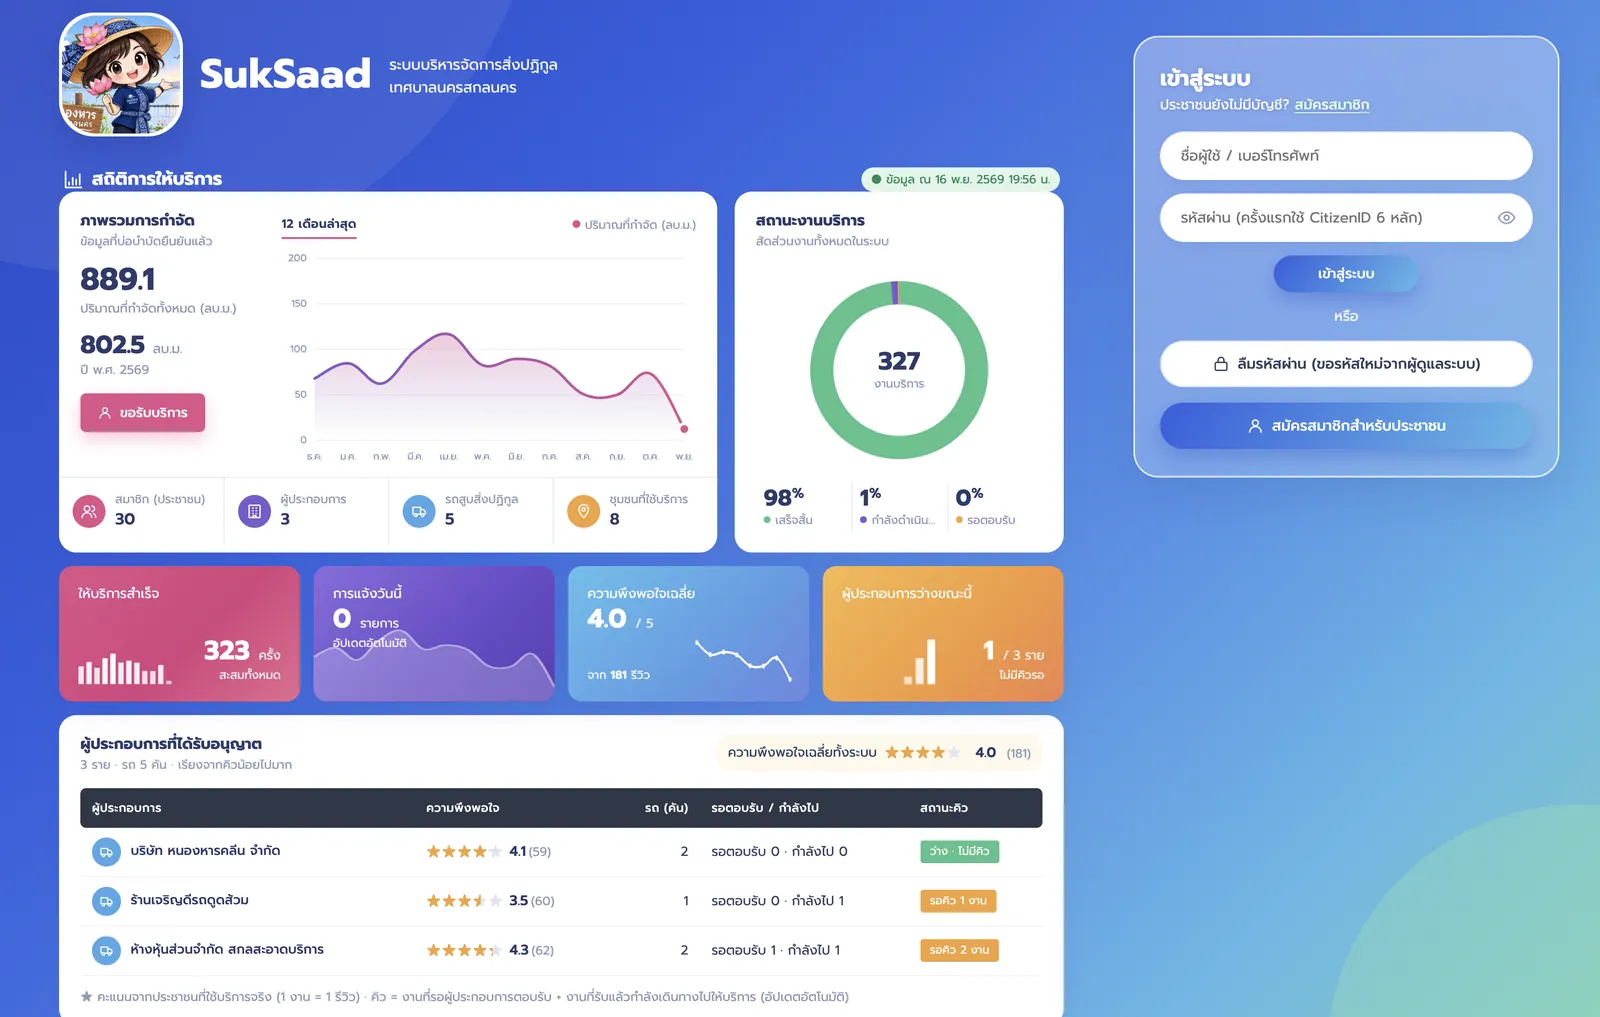 องหาร
ลนคร
SukSaad
ระบบบริหารจัดการสิ่งปฏิกูล
เทศบาลนครสกลนคร
สถิติการให้บริการ
ข้อมูล ณ 16 พ.ย. 2569 19:56 น.
ภาพรวมการกำจัด
ข้อมูลที่บ่อบำบัดยืนยันแล้ว
889.1
ปริมาณที่กำจัดทั้งหมด (ลบ.ม.)
802.5 ลบ.ม.
ปี พ.ศ. 2569
ขอรับบริการ
12 เดือนล่าสุด
ปริมาณที่กำจัด (ลบ.ม.)
200
150
100
50
0
ธ.ค. ม.ค. ก.พ. มี.ค. เม.ย. พ.ค. มิ.ย. ก.ค. ส.ค. ก.ย. ต.ค. พ.ย.
สมาชิก (ประชาชน)
30
ผู้ประกอบการ
3
รถสูบสิ่งปฏิกูล
5
ชุมชนที่ใช้บริการ
8
สถานะงานบริการ
สัดส่วนงานทั้งหมดในระบบ
327
งานบริการ
98%
เสร็จสิ้น
1%
กำลังดำเนิน...
0%
รอตอบรับ
ให้บริการสำเร็จ
323 ครั้ง
สะสมทั้งหมด
การแจ้งวันนี้
0 รายการ
อัปเดตอัตโนมัติ
ความพึงพอใจเฉลี่ย
4.0 / 5
จาก 181 รีวิว
ผู้ประกอบการว่างขณะนี้
1 / 3 ราย
ไม่มีคิวรอ
ผู้ประกอบการที่ได้รับอนุญาต
3 ราย · รถ 5 คัน · เรียงจากคิวน้อยไปมาก
ความพึงพอใจเฉลี่ยทั้งระบบ 4.0 (181)
ผู้ประกอบการ ความพึงพอใจ รถ (คัน) รอตอบรับ / กำลังไป สถานะคิว
บริษัท หนองหารคลีน จำกัด 4.1 (59) 2 รอตอบรับ 0 · กำลังไป 0 ว่าง · ไม่มีคิว
ร้านเจริญดีรถดูดส้วม 3.5 (60) 1 รอตอบรับ 0 · กำลังไป 1 รอคิว 1 งาน
ห้างหุ้นส่วนจำกัด สกลสะอาดบริการ 4.3 (62) 2 รอตอบรับ 1 · กำลังไป 1 รอคิว 2 งาน
★ คะแนนจากประชาชนที่ใช้บริการจริง (1 งาน = 1 รีวิว) · คิว = งานที่รอผู้ประกอบการตอบรับ + งานที่รับแล้วกำลังเดินทางไปให้บริการ (อัปเดตอัตโนมัติ)
เข้าสู่ระบบ
ประชาชนยังไม่มีบัญชี? สมัครสมาชิก
ชื่อผู้ใช้ / เบอร์โทรศัพท์
รหัสผ่าน (ครั้งแรกใช้ CitizenID 6 หลัก)
เข้าสู่ระบบ
หรือ
ลืมรหัสผ่าน (ขอรหัสใหม่จากผู้ดูแลระบบ)
สมัครสมาชิกสำหรับประชาชน